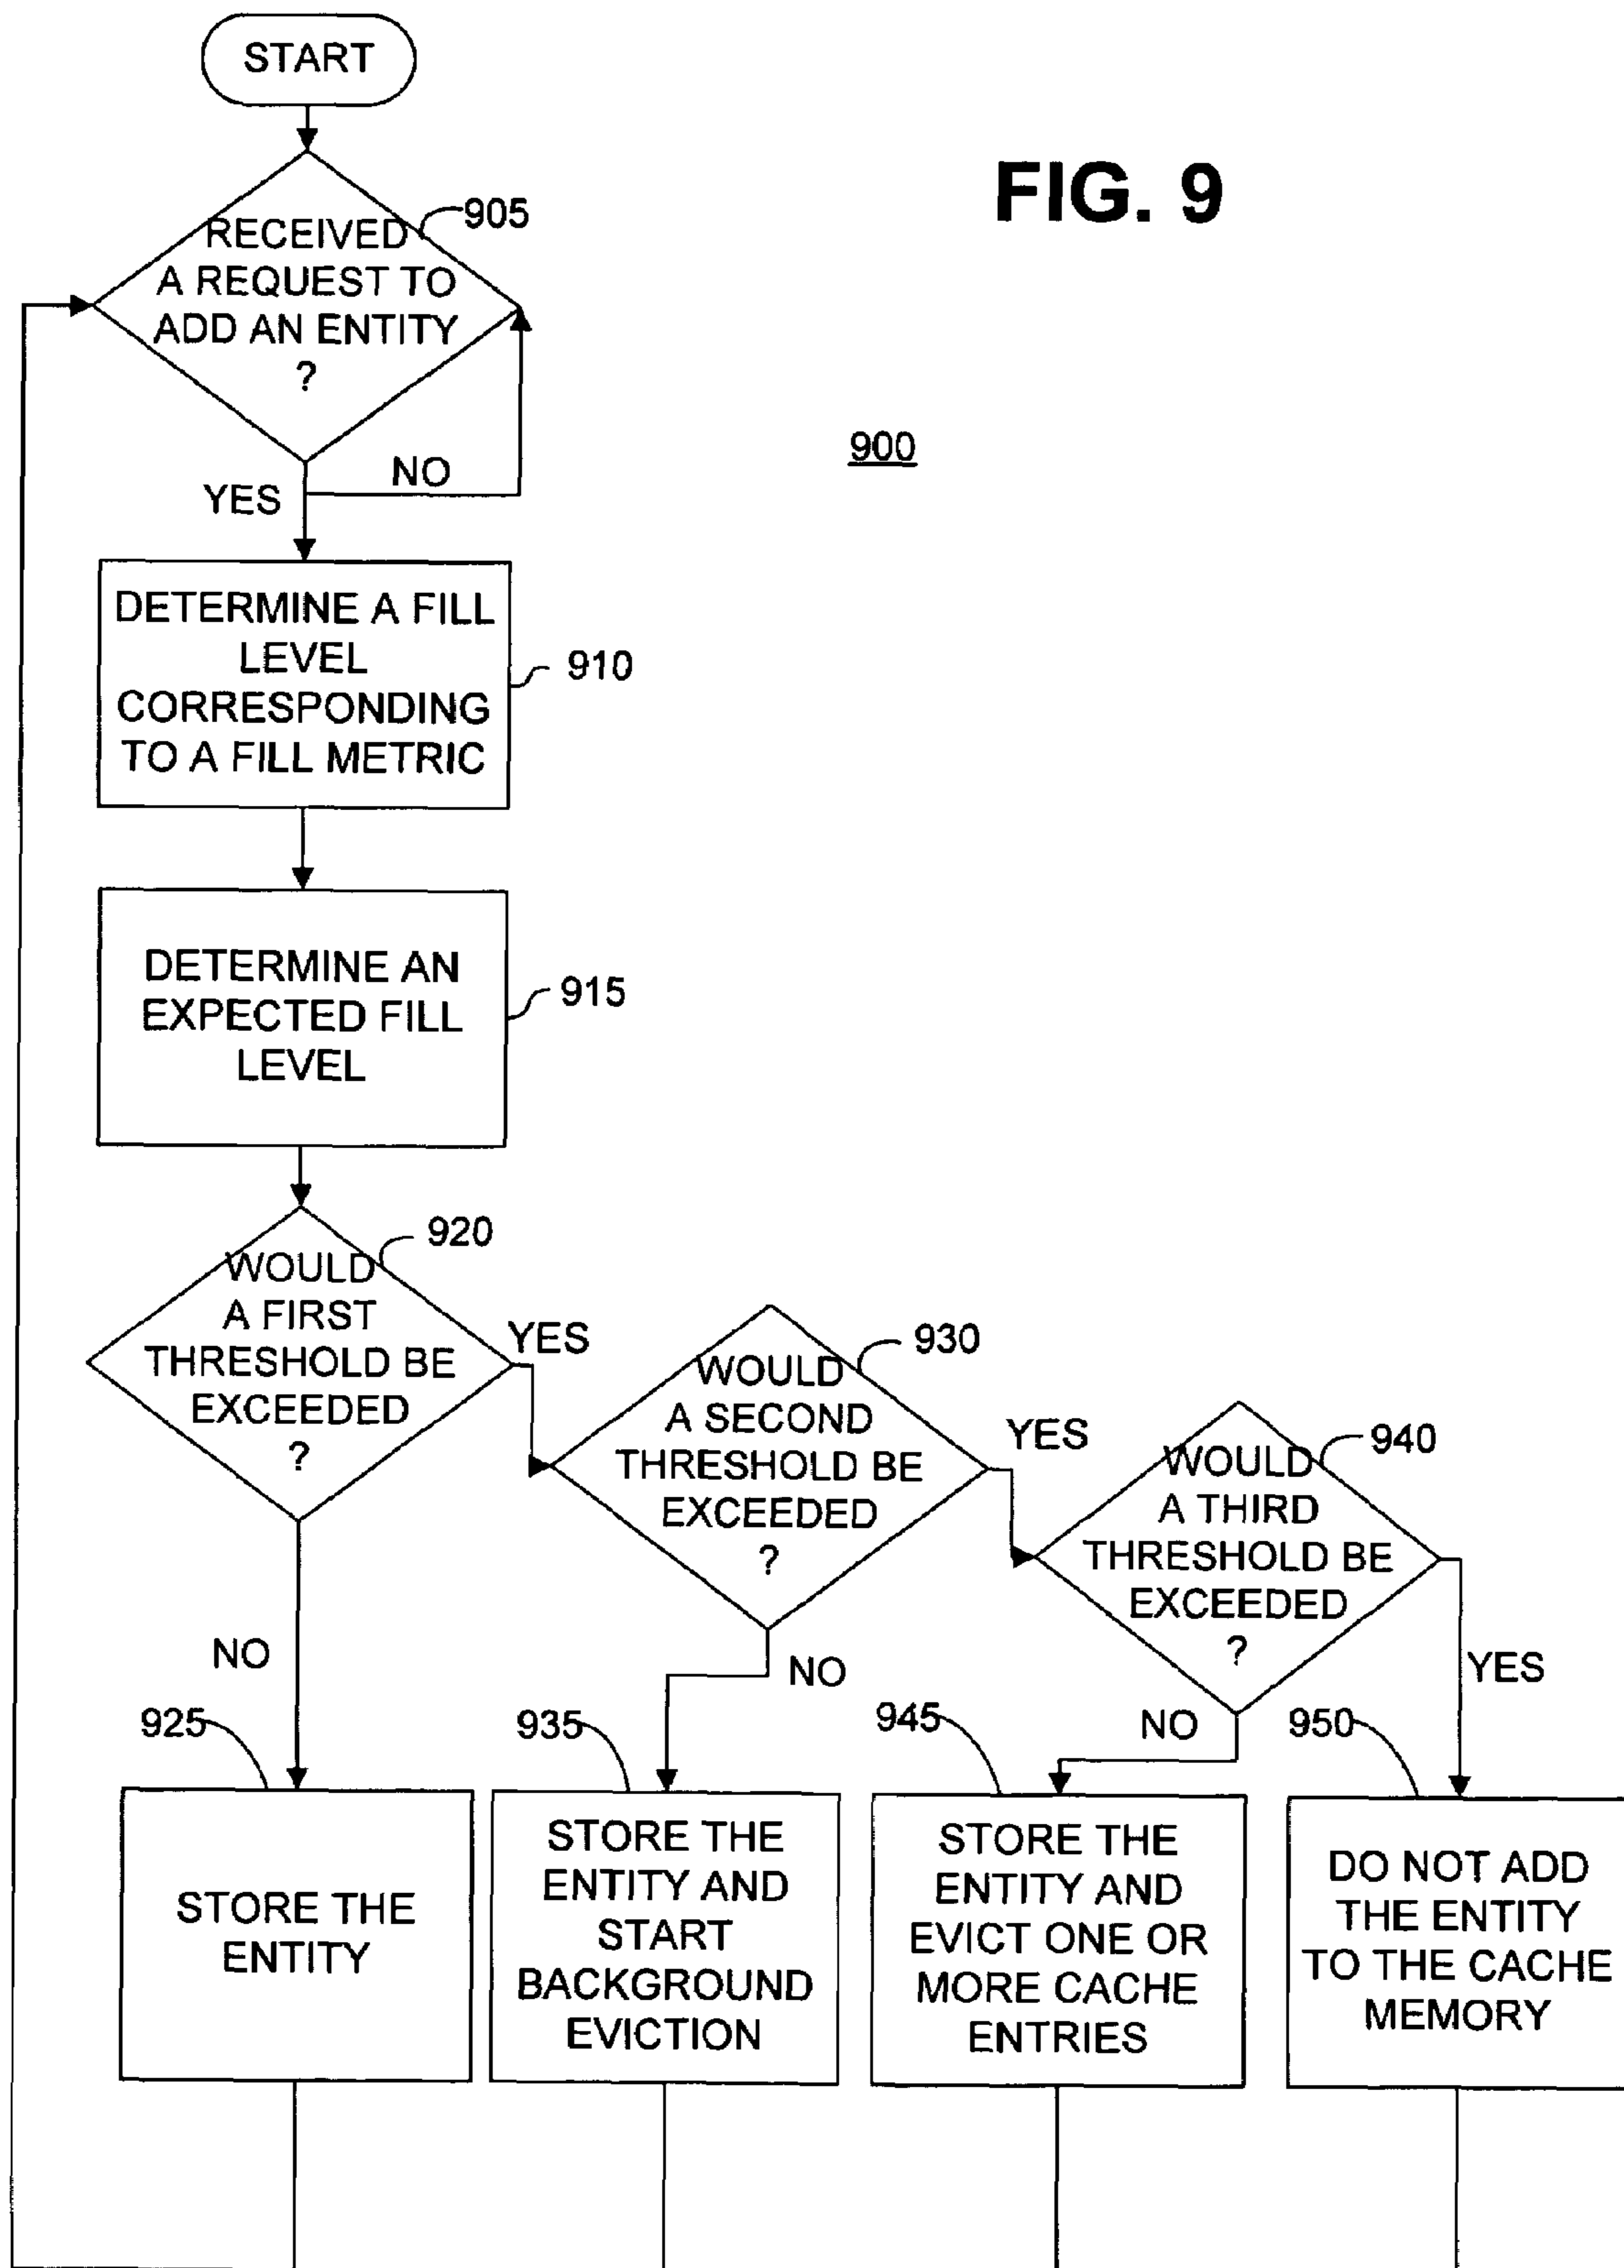 START
FIG. 9
905
RECEIVED
A REQUEST TO
ADD AN ENTITY
?
900
NO
YES
DETERMINE A FILL
LEVEL
CORRESPONDING
TO A FILL METRIC
910
DETERMINE AN
EXPECTED FILL
LEVEL
915
920
WOULD
A FIRST
THRESHOLD BE
EXCEEDED
?
YES
930
WOULD
A SECOND
THRESHOLD BE
EXCEEDED
?
YES
940
WOULD
A THIRD
THRESHOLD BE
EXCEEDED
?
NO
NO
NO
YES
925
935
945
950
STORE THE
ENTITY
STORE THE
ENTITY AND
START
BACKGROUND
EVICTION
STORE THE
ENTITY AND
EVICT ONE OR
MORE CACHE
ENTRIES
DO NOT ADD
THE ENTITY
TO THE CACHE
MEMORY